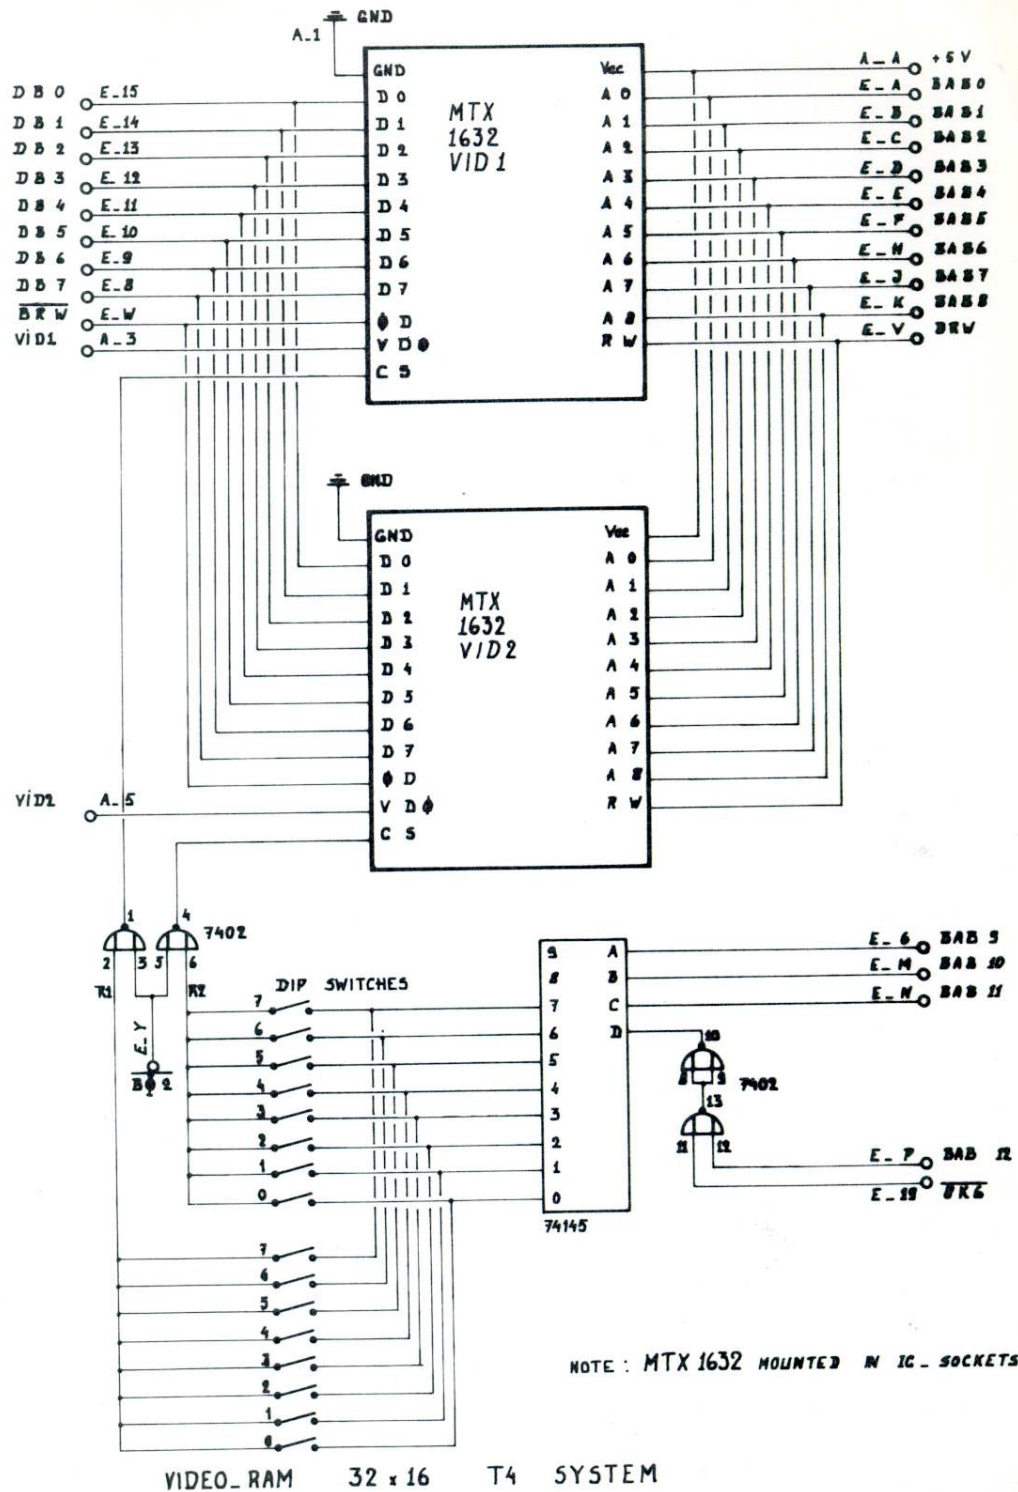 GND
A_1
GND
D0
D1
D2
D3
D4
D5
D6
D7
ΦD
VDΦ
CS
MTX
1632
VID1
Vcc
A0
A1
A2
A3
A4
A5
A6
A7
A8
RW
DB0 E_15
DB1 E_14
DB2 E_13
DB3 E_12
DB4 E_11
DB5 E_10
DB6 E_9
DB7 E_8
BRW E_W
VID1 A_3
A_A +5V
E_A BAB0
E_B BAB1
E_C BAB2
E_D BAB3
E_E BAB4
E_F BAB5
E_H BAB6
E_J BAB7
E_K BAB8
E_V BRW
GND
GND
D0
D1
D2
D3
D4
D5
D6
D7
ΦD
VDΦ
CS
MTX
1632
VID2
Vcc
A0
A1
A2
A3
A4
A5
A6
A7
A8
RW
VID2 A_5
1 4
7402
2 3 5 6
R1 R2
E_Y
BΦ2
DIP SWITCHES
7
6
5
4
3
2
1
0
7
6
5
4
3
2
1
0
9 A
8 B
7 C
6 D
5
4
3
2
1
0
74145
E_6 BAB 9
E_M BAB 10
E_N BAB 11
10
8 9
7402
13
11 12
E_P BAB 12
E_19
NOTE : MTX 1632 MOUNTED IN IC_SOCKETS
VIDEO_RAM 32 x 16 T4 SYSTEM